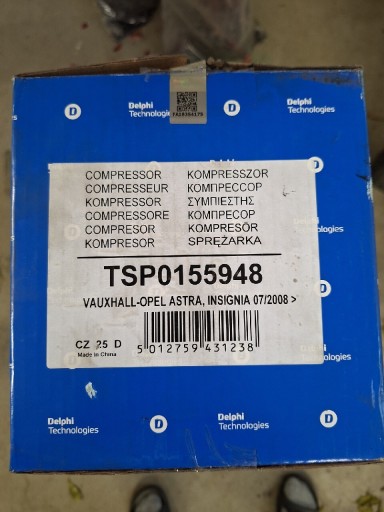 Delphi
Technologies
Delphi
Technologies
COMPRESSOR KOMPRESSZOR
COMPRESSEUR КОМПРЕССОР
KOMPRESSOR ΣΥΜΠΙΕΣΤΗΣ
COMPRESSORE КОМПРЕСОР
COMPRESOR KOMPRESÖR
KOMPRESOR SPRĘŻARKA
TSP0155948
VAUXHALL-OPEL ASTRA, INSIGNIA 07/2008 >
CZ 25 D
Made in China
5 012759 431238
Delphi
Technologies
Delphi
Technologies